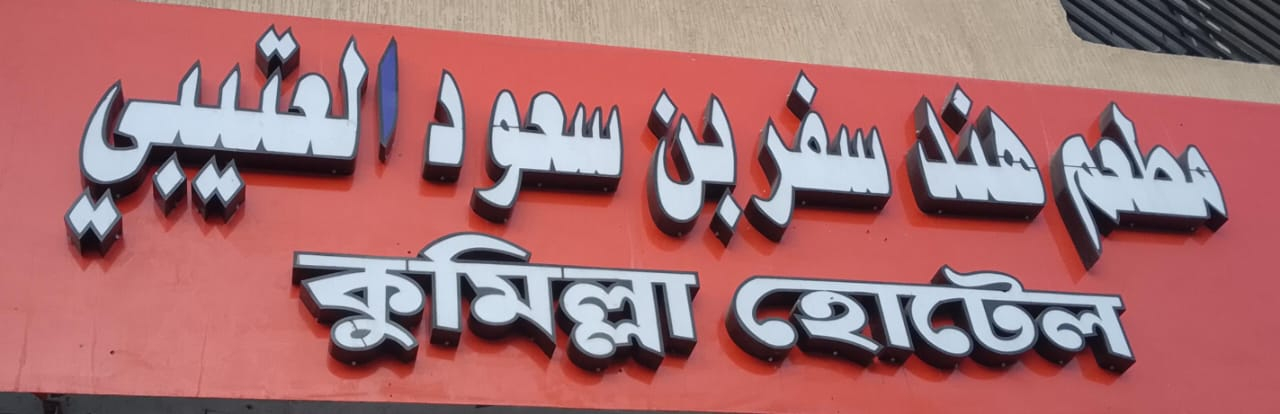 مطعم هند سفر بن سعود العتيبي
কুমিল্লা হোটেল